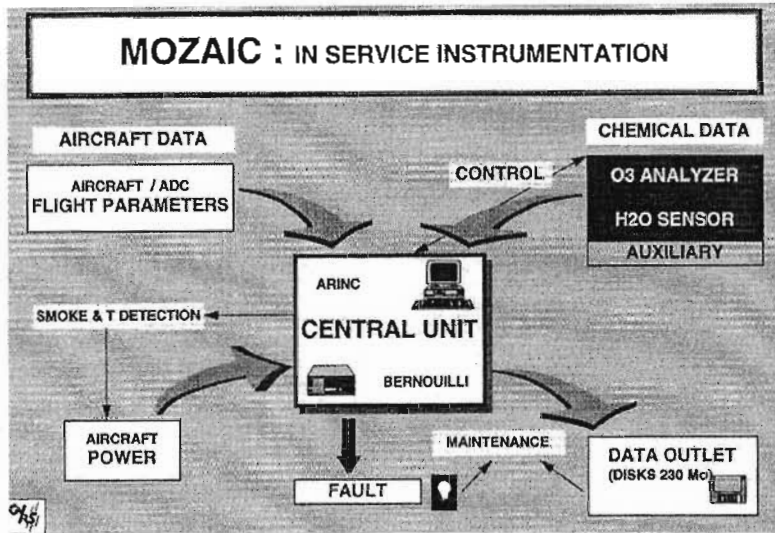 MOZAIC : IN SERVICE INSTRUMENTATION
AIRCRAFT DATA
CHEMICAL DATA
AIRCRAFT / ADC
FLIGHT PARAMETERS
CONTROL
O3 ANALYZER
H2O SENSOR
AUXILIARY
ARINC
SMOKE & T DETECTION
CENTRAL UNIT
BERNOUILLI
AIRCRAFT
POWER
MAINTENANCE
DATA OUTLET
(DISKS 230 Mo)
FAULT